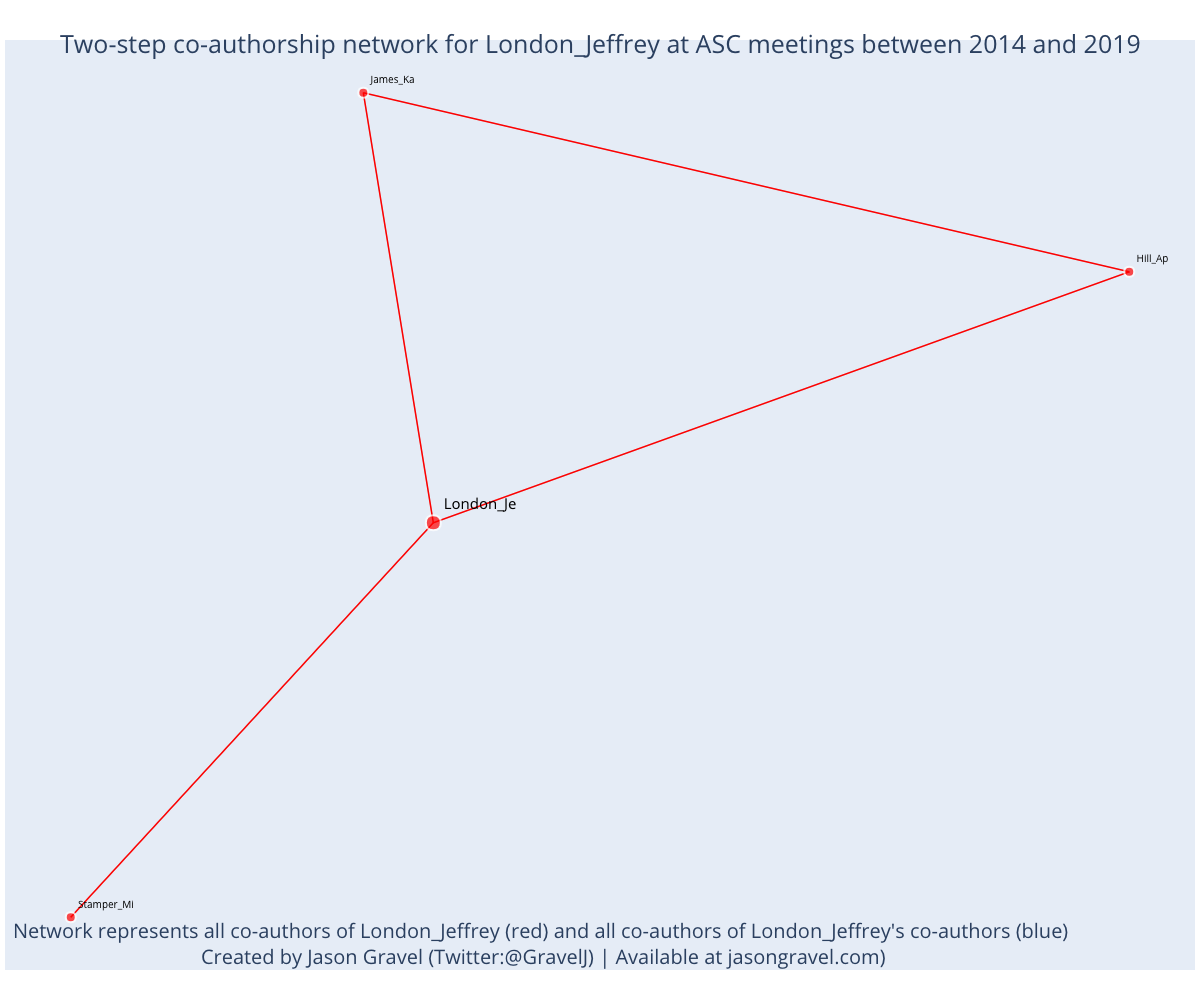 Two-step co-authorship network for London_Jeffrey at ASC meetings between 2014 and 2019
James_Ka
Hill_Ap
London_Je
Stamper_Mi
Network represents all co-authors of London_Jeffrey (red) and all co-authors of London_Jeffrey's co-authors (blue)
Created by Jason Gravel (Twitter:@GravelJ) | Available at jasongravel.com)